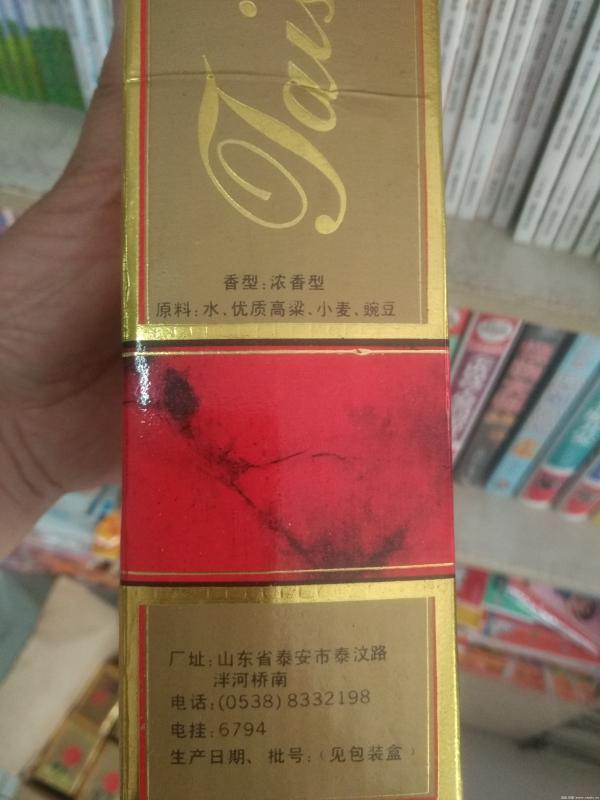 Tais
香型:浓香型
原料:水、优质高粱、小麦、豌豆
厂址:山东省泰安市泰汶路
泮河桥南
电话:(0538)8332198
电挂:6794
生产日期、批号:(见包装盒)